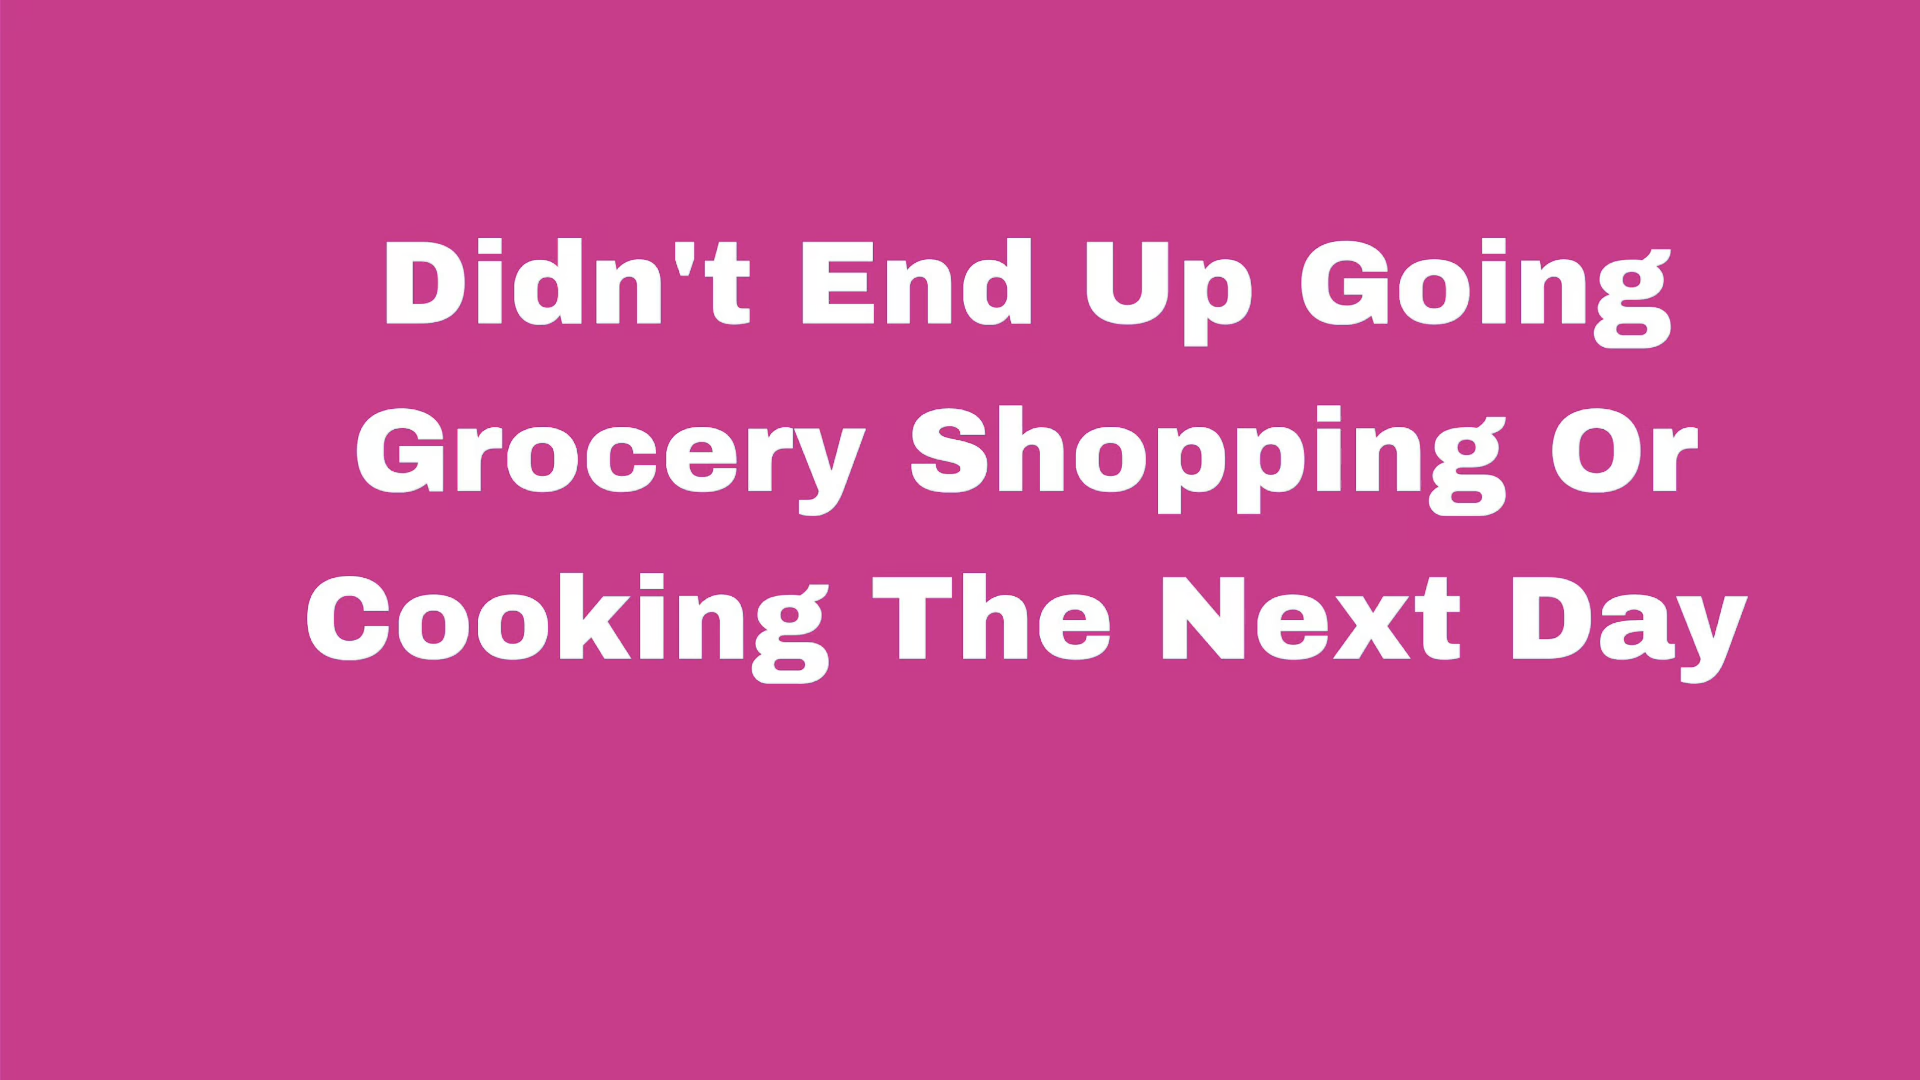 Didn't End Up Going
Grocery Shopping Or
Cooking The Next Day